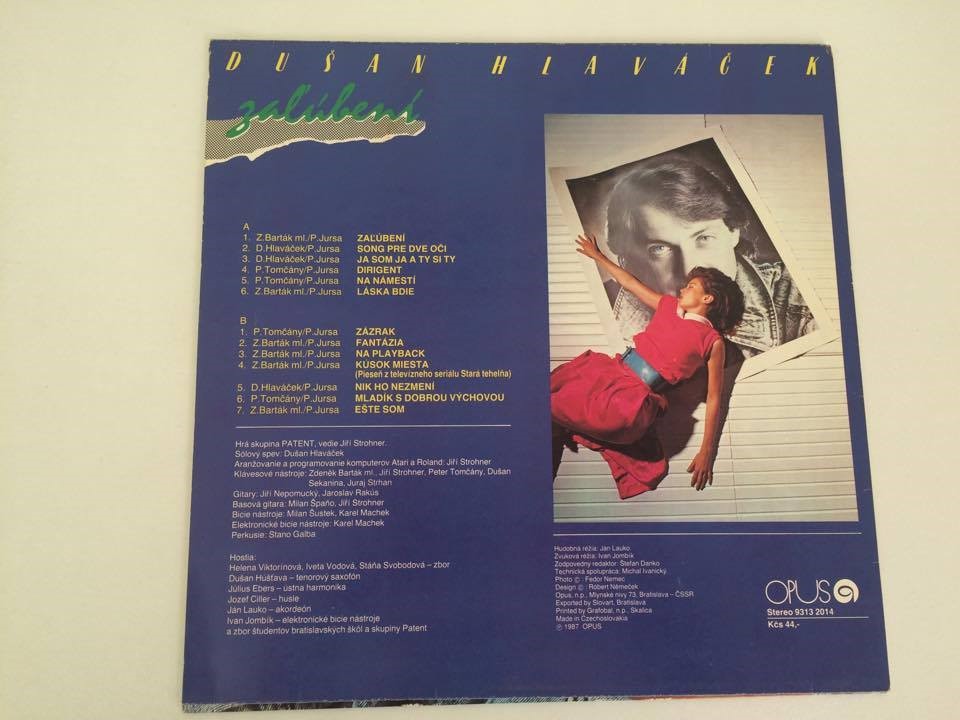 DUŠAN HLAVÁČEK
zaľúbení
A
1. Z.Barták ml./P.Jursa ZAĽÚBENÍ
2. D.Hlaváček/P.Jursa SONG PRE DVE OČI
3. D.Hlaváček/P.Jursa JA SOM JA A TY SI TY
4. P.Tomčány/P.Jursa DIRIGENT
5. P.Tomčány/P.Jursa NA NÁMESTÍ
6. Z.Barták ml./P.Jursa LÁSKA BDIE
B
1. P.Tomčány/P.Jursa ZÁZRAK
2. Z.Barták ml./P.Jursa FANTÁZIA
3. Z.Barták ml./P.Jursa NA PLAYBACK
4. Z.Barták ml./P.Jursa KÚSOK MIESTA
(Pieseň z televízneho seriálu Stará tehelňa)
5. D.Hlaváček/P.Jursa NIK HO NEZMENÍ
6. P.Tomčány/P.Jursa MLADÍK S DOBROU VÝCHOVOU
7. Z.Barták ml./P.Jursa EŠTE SOM
Hrá skupina PATENT, vedie Jiří Strohner.
Sólový spev: Dušan Hlaváček
Aranžovanie a programovanie komputerov Atari a Roland: Jiří Strohner
Klávesové nástroje: Zdeněk Barták ml., Jiří Strohner, Peter Tomčány, Dušan
Sekanina, Juraj Strhan
Gitary: Jiří Nepomucký, Jaroslav Rakús
Basová gitara: Milan Špaňo, Jiří Strohner
Bicie nástroje: Milan Šustek, Karel Machek
Elektronické bicie nástroje: Karel Machek
Perkusie: Stano Galba
Hostia:
Helena Viktorínová, Iveta Vodová, Stáňa Svobodová – zbor
Dušan Húšťava – tenorový saxofón
Július Ebers – ústna harmonika
Jozef Ciller – husle
Ján Lauko – akordeón
Ivan Jombík – elektronické bicie nástroje
a zbor študentov bratislavských škôl a skupiny Patent
Hudobná réžia: Ján Lauko
Zvuková réžia: Ivan Jombík
Zodpovedný redaktor: Štefan Danko
Technická spolupráca: Michal Ivanický
Photo © : Fedor Nemec
Design © : Róbert Némeček
Opus, n.p., Mlynské nivy 73, Bratislava – ČSSR
Exported by Slovart, Bratislava
Printed by Grafobal, n.p., Skalica
Made in Czechoslovakia
℗ 1987 OPUS
OPUS
Stereo 9313 2014
Kčs 44,-